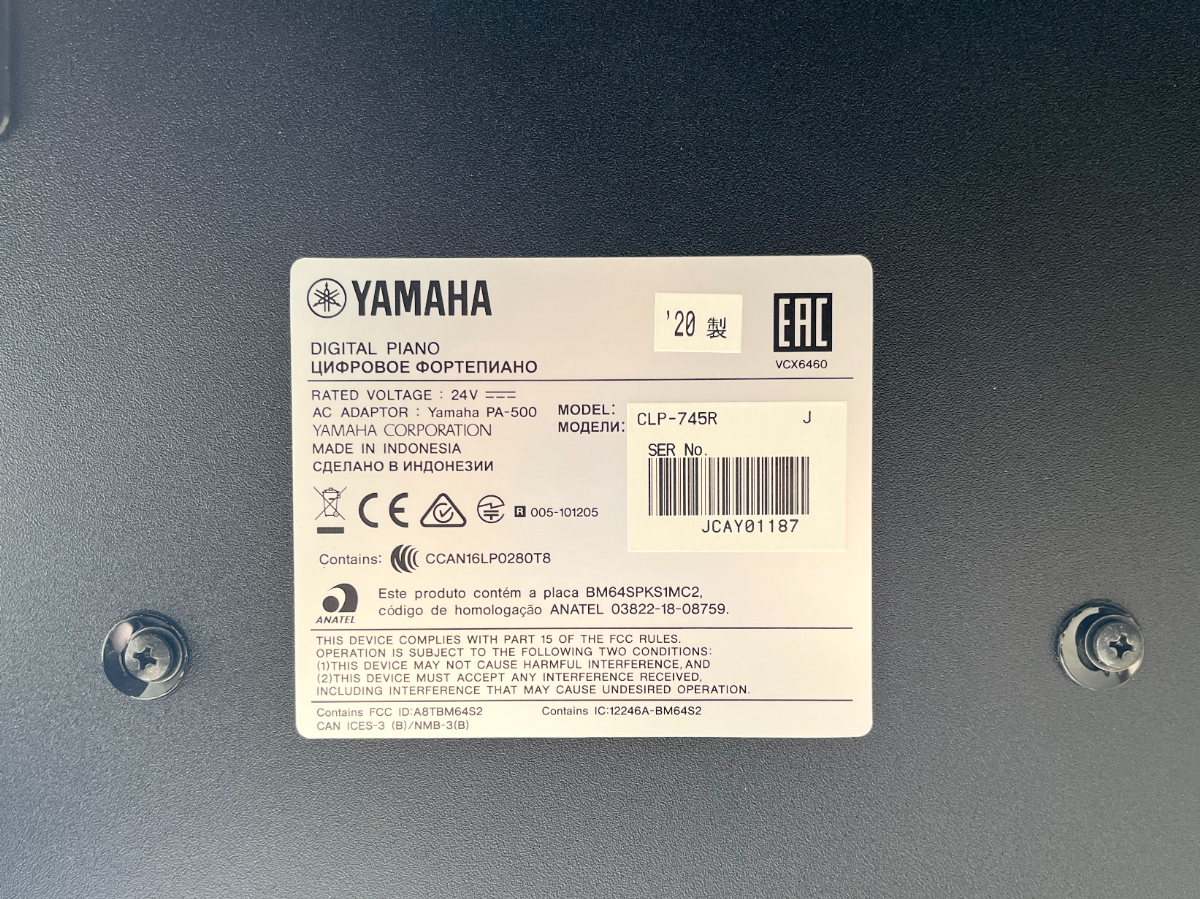 YAMAHA
'20 製
EAC
VCX6460
DIGITAL PIANO
ЦИФРОВОЕ ФОРТЕПИАНО
RATED VOLTAGE : 24V
AC ADAPTOR : Yamaha PA-500
YAMAHA CORPORATION
MADE IN INDONESIA
СДЕЛАНО В ИНДОНЕЗИИ
MODEL:
МОДЕЛИ:
CLP-745R J
SER No.
JCAY01187
CE
R 005-101205
Contains: CCAN16LP0280T8
ANATEL
Este produto contém a placa BM64SPKS1MC2,
código de homologação ANATEL 03822-18-08759.
THIS DEVICE COMPLIES WITH PART 15 OF THE FCC RULES.
OPERATION IS SUBJECT TO THE FOLLOWING TWO CONDITIONS:
(1)THIS DEVICE MAY NOT CAUSE HARMFUL INTERFERENCE, AND
(2)THIS DEVICE MUST ACCEPT ANY INTERFERENCE RECEIVED,
INCLUDING INTERFERENCE THAT MAY CAUSE UNDESIRED OPERATION.
Contains FCC ID:A8TBM64S2 Contains IC:12246A-BM64S2
CAN ICES-3 (B)/NMB-3(B)